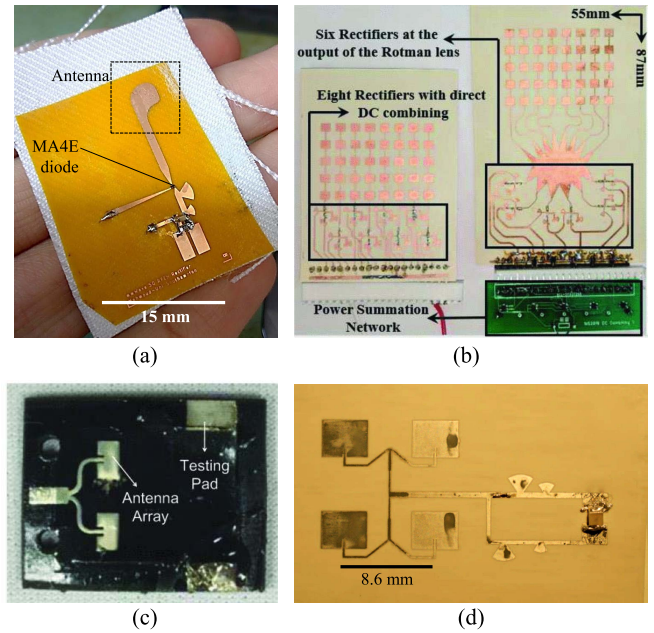 Antenna
MA4E
diode
15 mm
(a)
Six Rectifiers at the
output of the Rotman lens
55mm
87mm
Eight Rectifiers with direct
DC combining
Power Summation
Network
(b)
Testing
Pad
Antenna
Array
(c)
8.6 mm
(d)